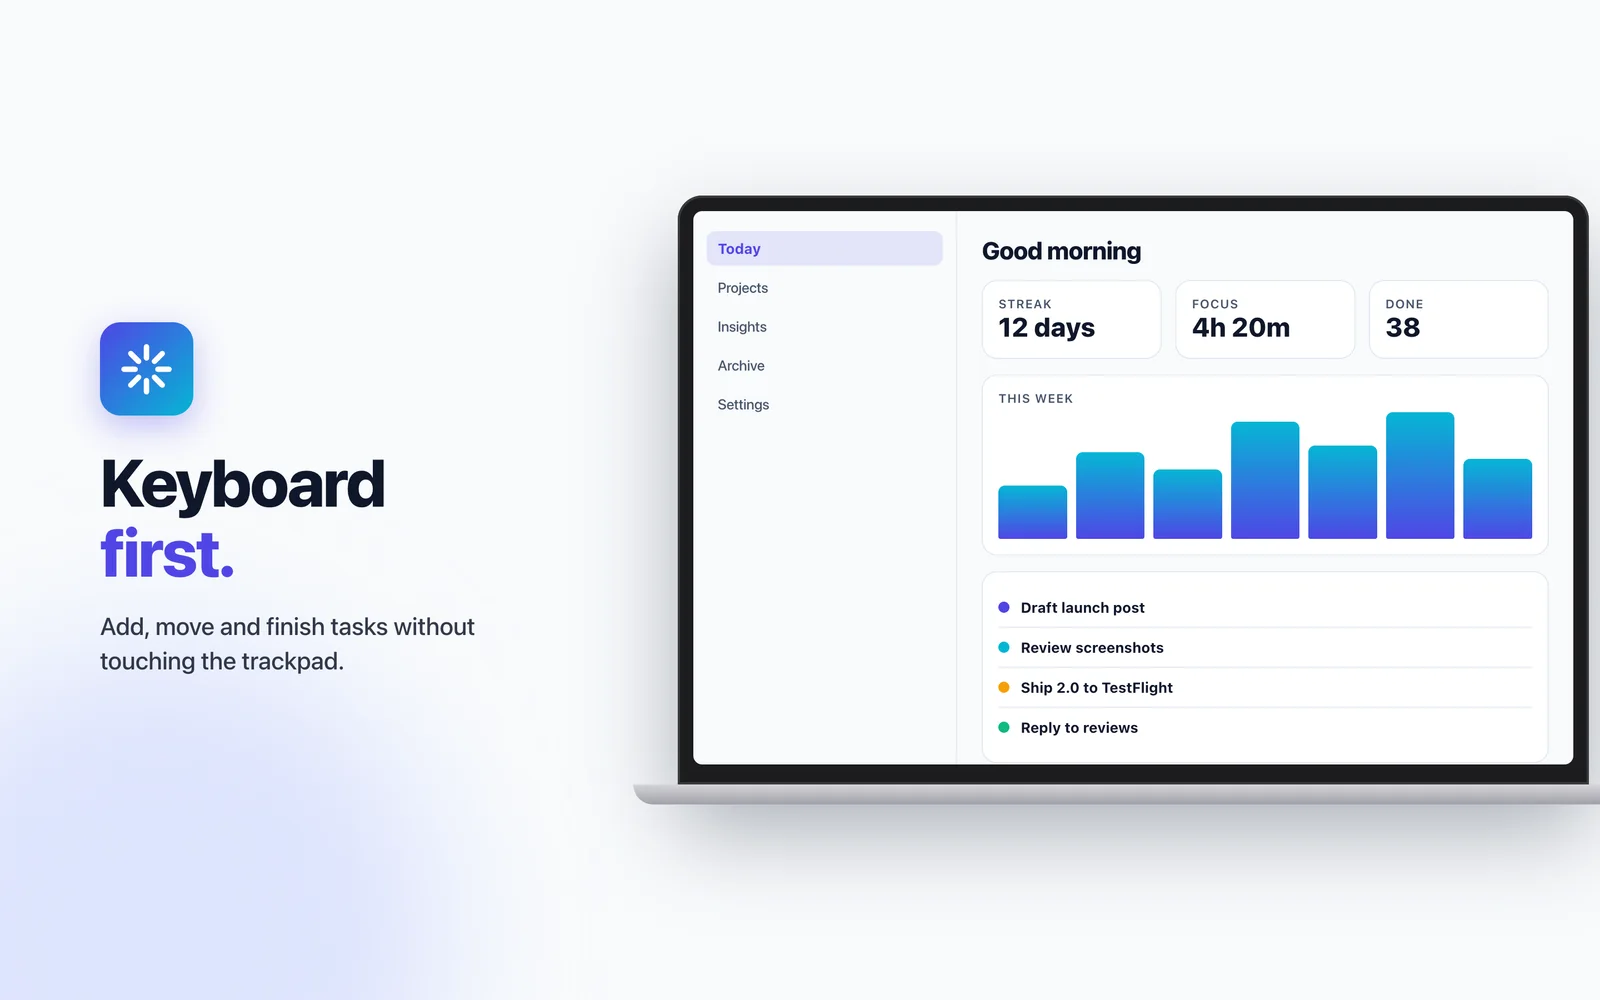 Keyboard
first.
Add, move and finish tasks without
touching the trackpad.
Today
Projects
Insights
Archive
Settings
Good morning
STREAK
12 days
FOCUS
4h 20m
DONE
38
THIS WEEK
Draft launch post
Review screenshots
Ship 2.0 to TestFlight
Reply to reviews